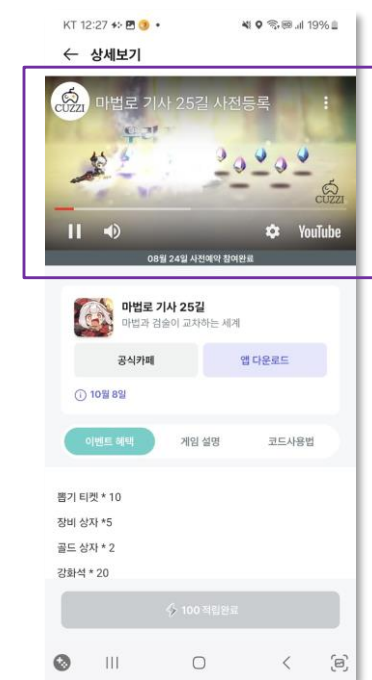 KT 12:27
19%
상세보기
CUZZI
마법로 기사 25길 사전등록
CUZZI
YouTube
08월 24일 사전예약 참여완료
마법로 기사 25길
마법과 검술이 교차하는 세계
공식카페
앱 다운로드
10월 8일
이벤트 혜택
게임 설명
코드사용법
뽑기 티켓 * 10
장비 상자 *5
골드 상자 * 2
강화석 * 20
100 적립완료